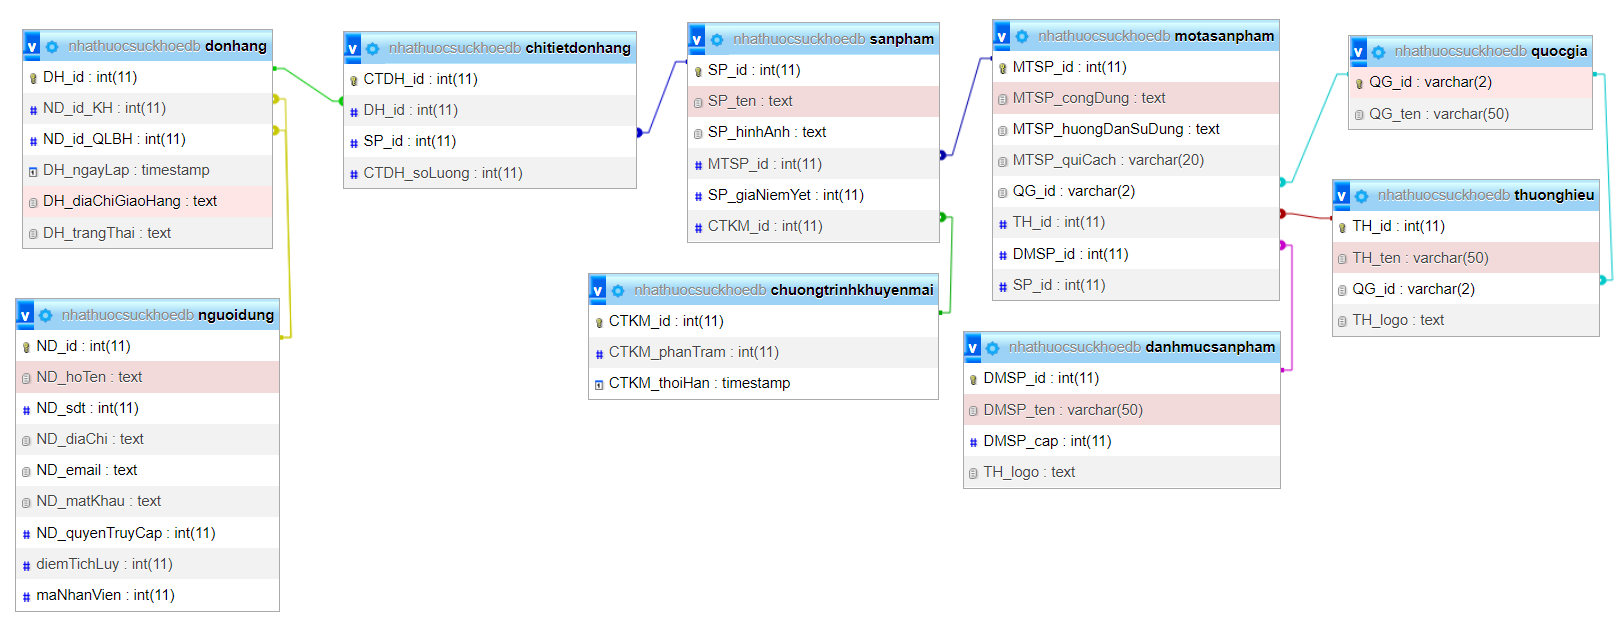 nhathuocsuckhoedb donhang
DH_id : int(11)
ND_id_KH : int(11)
ND_id_QLBH : int(11)
DH_ngayLap : timestamp
DH_diaChiGiaoHang : text
DH_trangThai : text
nhathuocsuckhoedb chitietdonhang
CTDH_id : int(11)
DH_id : int(11)
SP_id : int(11)
CTDH_soLuong : int(11)
nhathuocsuckhoedb sanpham
SP_id : int(11)
SP_ten : text
SP_hinhAnh : text
MTSP_id : int(11)
SP_giaNiemYet : int(11)
CTKM_id : int(11)
nhathuocsuckhoedb motasanpham
MTSP_id : int(11)
MTSP_congDung : text
MTSP_huongDanSuDung : text
MTSP_quiCach : varchar(20)
QG_id : varchar(2)
TH_id : int(11)
DMSP_id : int(11)
SP_id : int(11)
nhathuocsuckhoedb quocgia
QG_id : varchar(2)
QG_ten : varchar(50)
nhathuocsuckhoedb thuonghieu
TH_id : int(11)
TH_ten : varchar(50)
QG_id : varchar(2)
TH_logo : text
nhathuocsuckhoedb nguoidung
ND_id : int(11)
ND_hoTen : text
ND_sdt : int(11)
ND_diaChi : text
ND_email : text
ND_matKhau : text
ND_quyenTruyCap : int(11)
diemTichLuy : int(11)
maNhanVien : int(11)
nhathuocsuckhoedb chuongtrinhkhuyenmai
CTKM_id : int(11)
CTKM_phanTram : int(11)
CTKM_thoiHan : timestamp
nhathuocsuckhoedb danhmucsanpham
DMSP_id : int(11)
DMSP_ten : varchar(50)
DMSP_cap : int(11)
TH_logo : text